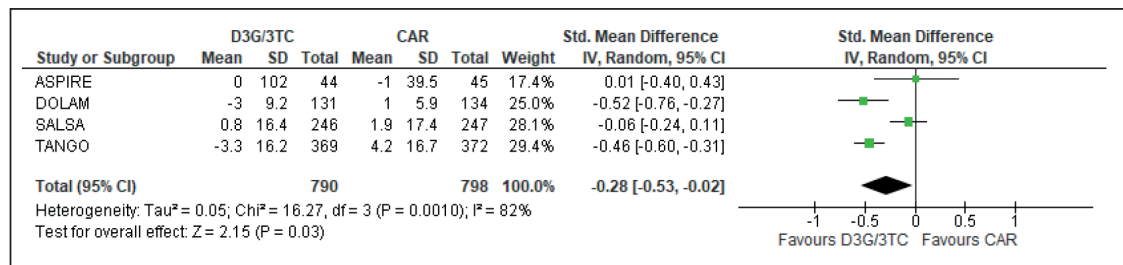 D3G/3TC CAR Std. Mean Difference Std. Mean Difference
Study or Subgroup Mean SD Total Mean SD Total Weight IV, Random, 95% CI IV, Random, 95% CI
ASPIRE 0 102 44 -1 39.5 45 17.4% 0.01 [-0.40, 0.43]
DOLAM -3 9.2 131 1 5.9 134 25.0% -0.52 [-0.76, -0.27]
SALSA 0.8 16.4 246 1.9 17.4 247 28.1% -0.06 [-0.24, 0.11]
TANGO -3.3 16.2 369 4.2 16.7 372 29.4% -0.46 [-0.60, -0.31]
Total (95% CI) 790 798 100.0% -0.28 [-0.53, -0.02]
Heterogeneity: Tau² = 0.05; Chi² = 16.27, df = 3 (P = 0.0010); I² = 82%
Test for overall effect: Z = 2.15 (P = 0.03)
-1 -0.5 0 0.5 1
Favours D3G/3TC Favours CAR